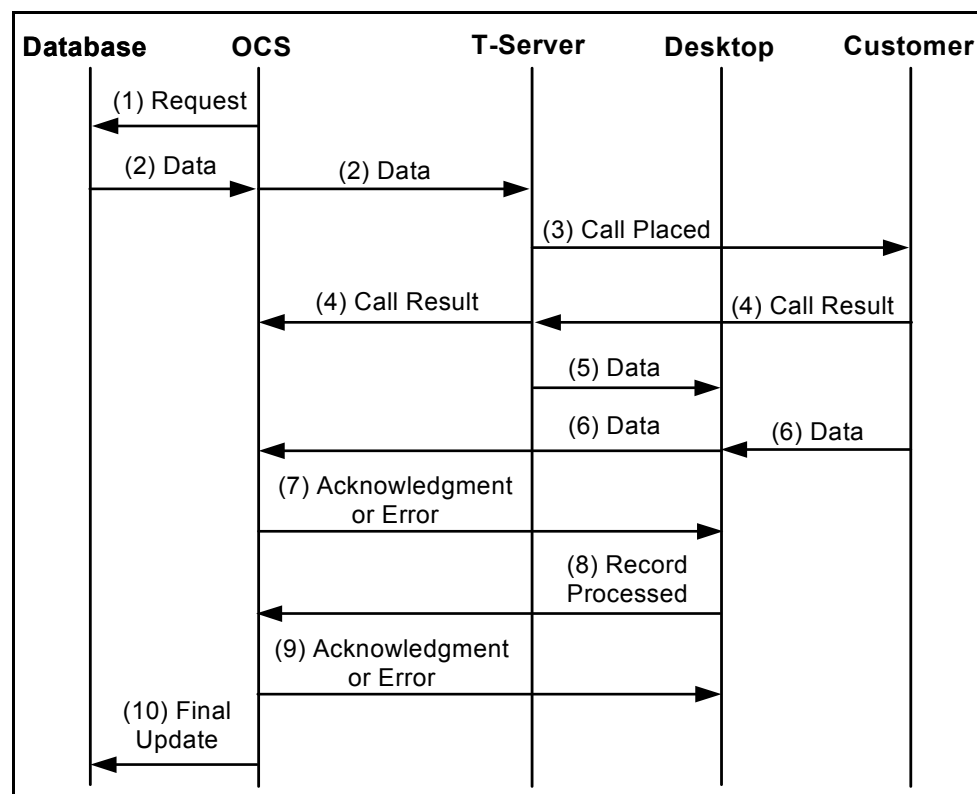 Database OCS T-Server Desktop Customer
(1) Request
(2) Data (2) Data
(3) Call Placed
(4) Call Result (4) Call Result
(5) Data
(6) Data (6) Data
(7) Acknowledgment
or Error
(8) Record
Processed
(9) Acknowledgment
or Error
(10) Final
Update